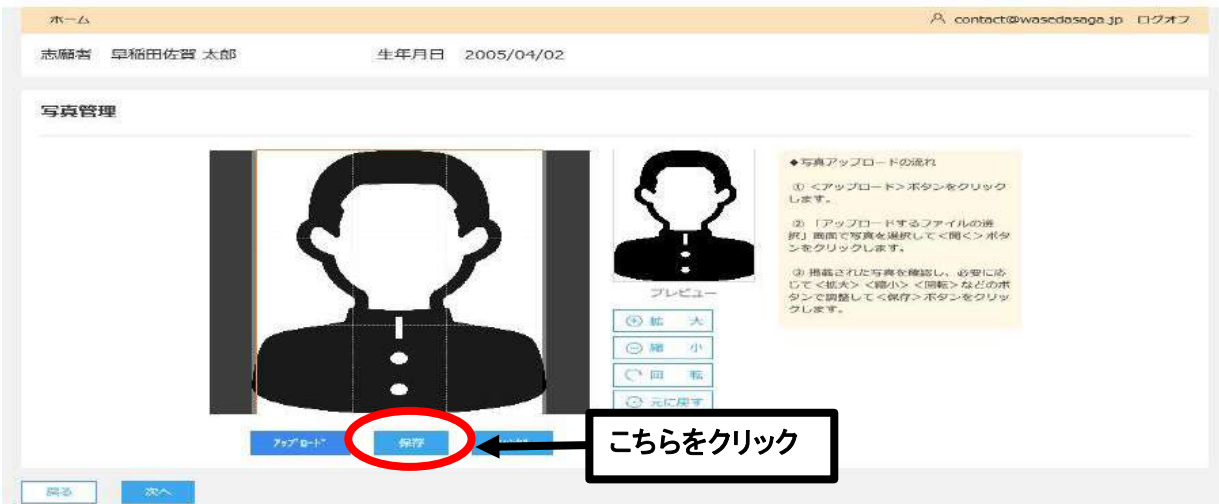 ホーム
contact@wasedasaga.jp ログオフ
志願者 早稲田佐賀 太郎 生年月日 2005/04/02
写真管理
◆写真アップロードの流れ
① <アップロード>ボタンをクリック
します。
② 「アップロードするファイルの選
択」画面で写真を選択して<開く>ボタ
ンをクリックします。
③ 掲載された写真を確認し、必要に応
じて<拡大><縮小><回転>などのボ
タンで調整して<保存>ボタンをクリッ
クします。
プレビュー
拡 大
縮 小
回 転
元に戻す
アップロード
保存
こちらをクリック
戻る
次へ